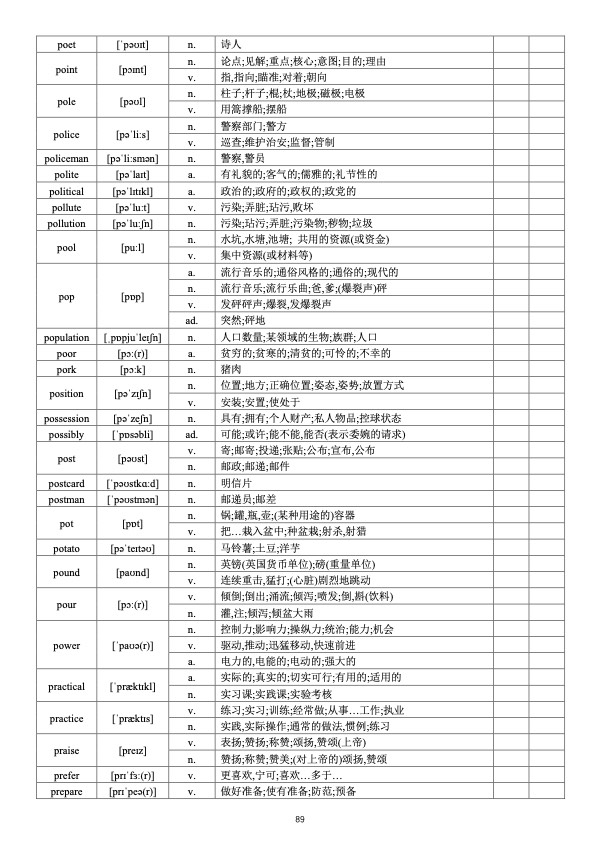 poet [ˈpəʊɪt] n. 诗人
point [pɔɪnt] n. 论点;见解;重点;核心;意图;目的;理由
v. 指,指向;瞄准;对着;朝向
pole [pəʊl] n. 柱子;杆子;棍;杖;地极;磁极;电极
v. 用篙撑船;摆船
police [pəˈliːs] n. 警察部门;警方
v. 巡查;维护治安;监督;管制
policeman [pəˈliːsmən] n. 警察,警员
polite [pəˈlaɪt] a. 有礼貌的;客气的;儒雅的;礼节性的
political [pəˈlɪtɪkl] a. 政治的;政府的;政权的;政党的
pollute [pəˈluːt] v. 污染;弄脏;玷污,败坏
pollution [pəˈluːʃn] n. 污染;玷污;弄脏;污染物;秽物;垃圾
pool [puːl] n. 水坑,水塘,池塘; 共用的资源(或资金)
v. 集中资源(或材料等)
pop [pɒp] a. 流行音乐的;通俗风格的;通俗的;现代的
n. 流行音乐;流行乐曲;爸,爹;(爆裂声)砰
v. 发砰砰声;爆裂,发爆裂声
ad. 突然;砰地
population [ˌpɒpjuˈleɪʃn] n. 人口数量;某领域的生物;族群;人口
poor [pɔː(r)] a. 贫穷的;贫寒的;清贫的;可怜的;不幸的
pork [pɔːk] n. 猪肉
position [pəˈzɪʃn] n. 位置;地方;正确位置;姿态,姿势;放置方式
v. 安装;安置;使处于
possession [pəˈzeʃn] n. 具有;拥有;个人财产;私人物品;控球状态
possibly [ˈpɒsəbli] ad. 可能;或许;能不能,能否(表示委婉的请求)
post [pəʊst] v. 寄;邮寄;投递;张贴;公布;宣布,公布
n. 邮政;邮递;邮件
postcard [ˈpəʊstkɑːd] n. 明信片
postman [ˈpəʊstmən] n. 邮递员;邮差
pot [pɒt] n. 锅;罐,瓶,壶;(某种用途的)容器
v. 把…栽入盆中;种盆栽;射杀,射猎
potato [pəˈteɪtəʊ] n. 马铃薯;土豆;洋芋
pound [paʊnd] n. 英镑(英国货币单位);磅(重量单位)
v. 连续重击,猛打;(心脏)剧烈地跳动
pour [pɔː(r)] v. 倾倒;倒出;涌流;倾泻;喷发;倒,斟(饮料)
n. 灌,注;倾泻;倾盆大雨
power [ˈpaʊə(r)] n. 控制力;影响力;操纵力;统治;能力;机会
v. 驱动,推动;迅猛移动,快速前进
a. 电力的,电能的;电动的;强大的
practical [ˈpræktɪkl] a. 实际的;真实的;切实可行;有用的;适用的
n. 实习课;实践课;实验考核
practice [ˈpræktɪs] v. 练习;实习;训练;经常做;从事…工作;执业
n. 实践,实际操作;通常的做法,惯例;练习
praise [preɪz] v. 表扬;赞扬;称赞;颂扬,赞颂(上帝)
n. 赞扬;称赞;赞美;(对上帝的)颂扬,赞颂
prefer [prɪˈfɜː(r)] v. 更喜欢,宁可;喜欢…多于…
prepare [prɪˈpeə(r)] v. 做好准备;使有准备;防范;预备
89